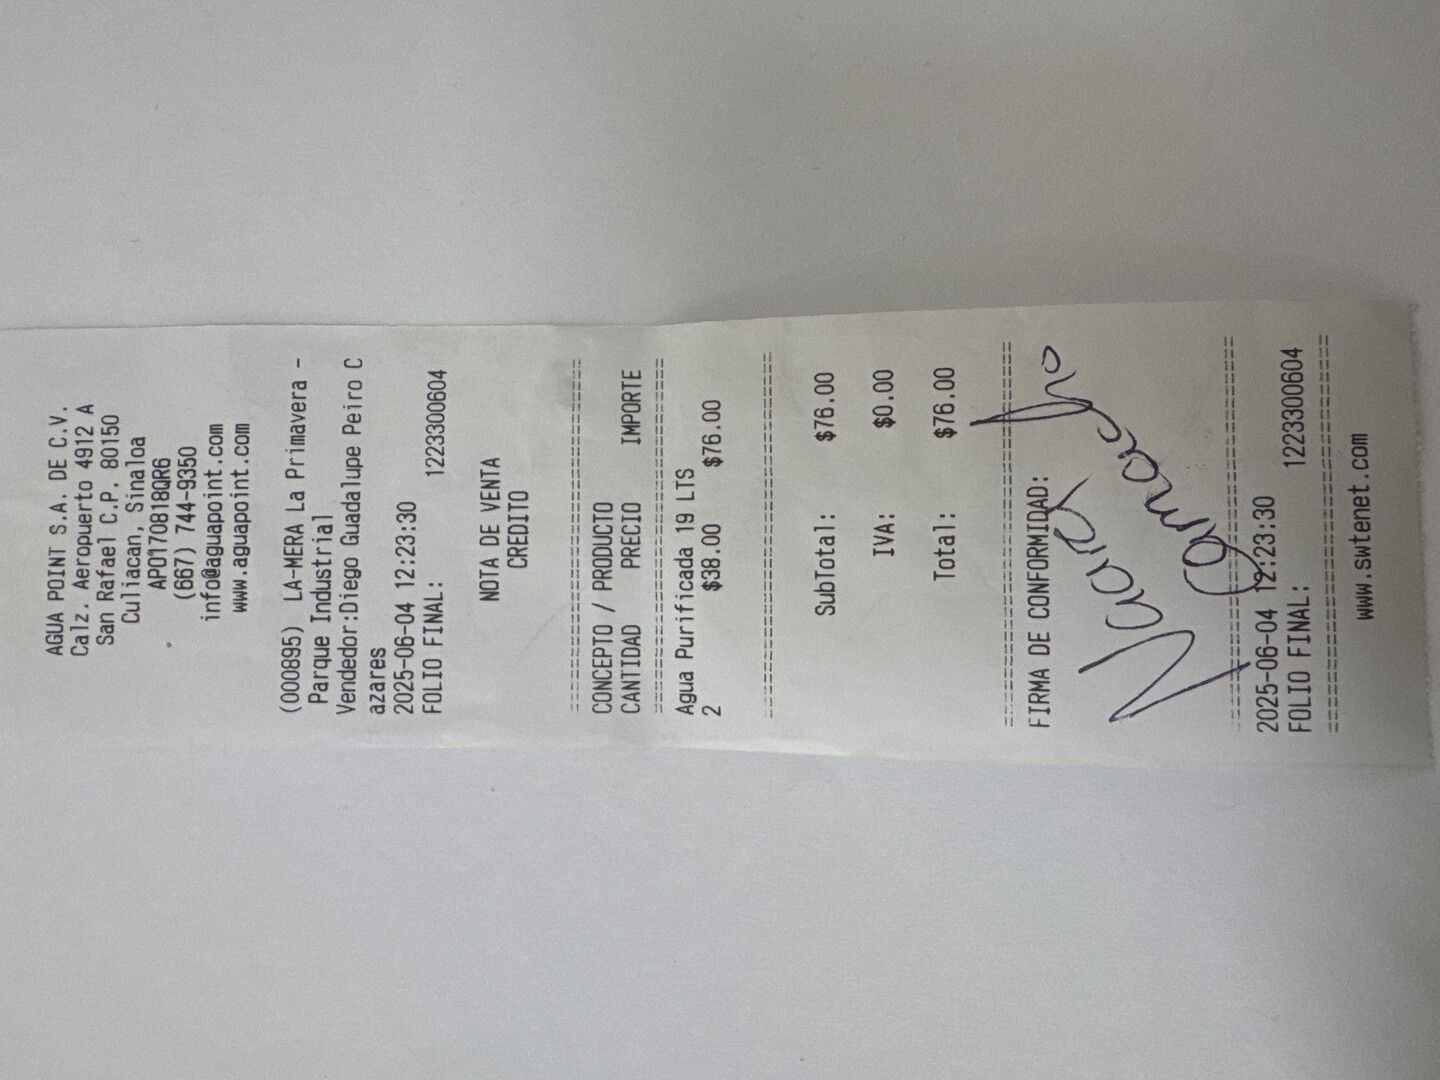 AGUA POINT S.A. DE C.V.
Calz. Aeropuerto 4912 A
San Rafael C.P. 80150
Culiacan, Sinaloa
APO170818QR6
(667) 744-9350
info@aguapoint.com
www.aguapoint.com
(000895) LA-MERA La Primavera -
Parque Industrial
Vendedor:Diego Guadalupe Peiro C
azares
2025-06-04 12:23:30
FOLIO FINAL: 1223300604
NOTA DE VENTA
CREDITO
CONCEPTO / PRODUCTO
CANTIDAD PRECIO IMPORTE
Agua Purificada 19 LTS
2 $38.00 $76.00
SubTotal: $76.00
IVA: $0.00
Total: $76.00
FIRMA DE CONFORMIDAD:
Camacho
2025-06-04 12:23:30
FOLIO FINAL: 1223300604
www.swtenet.com